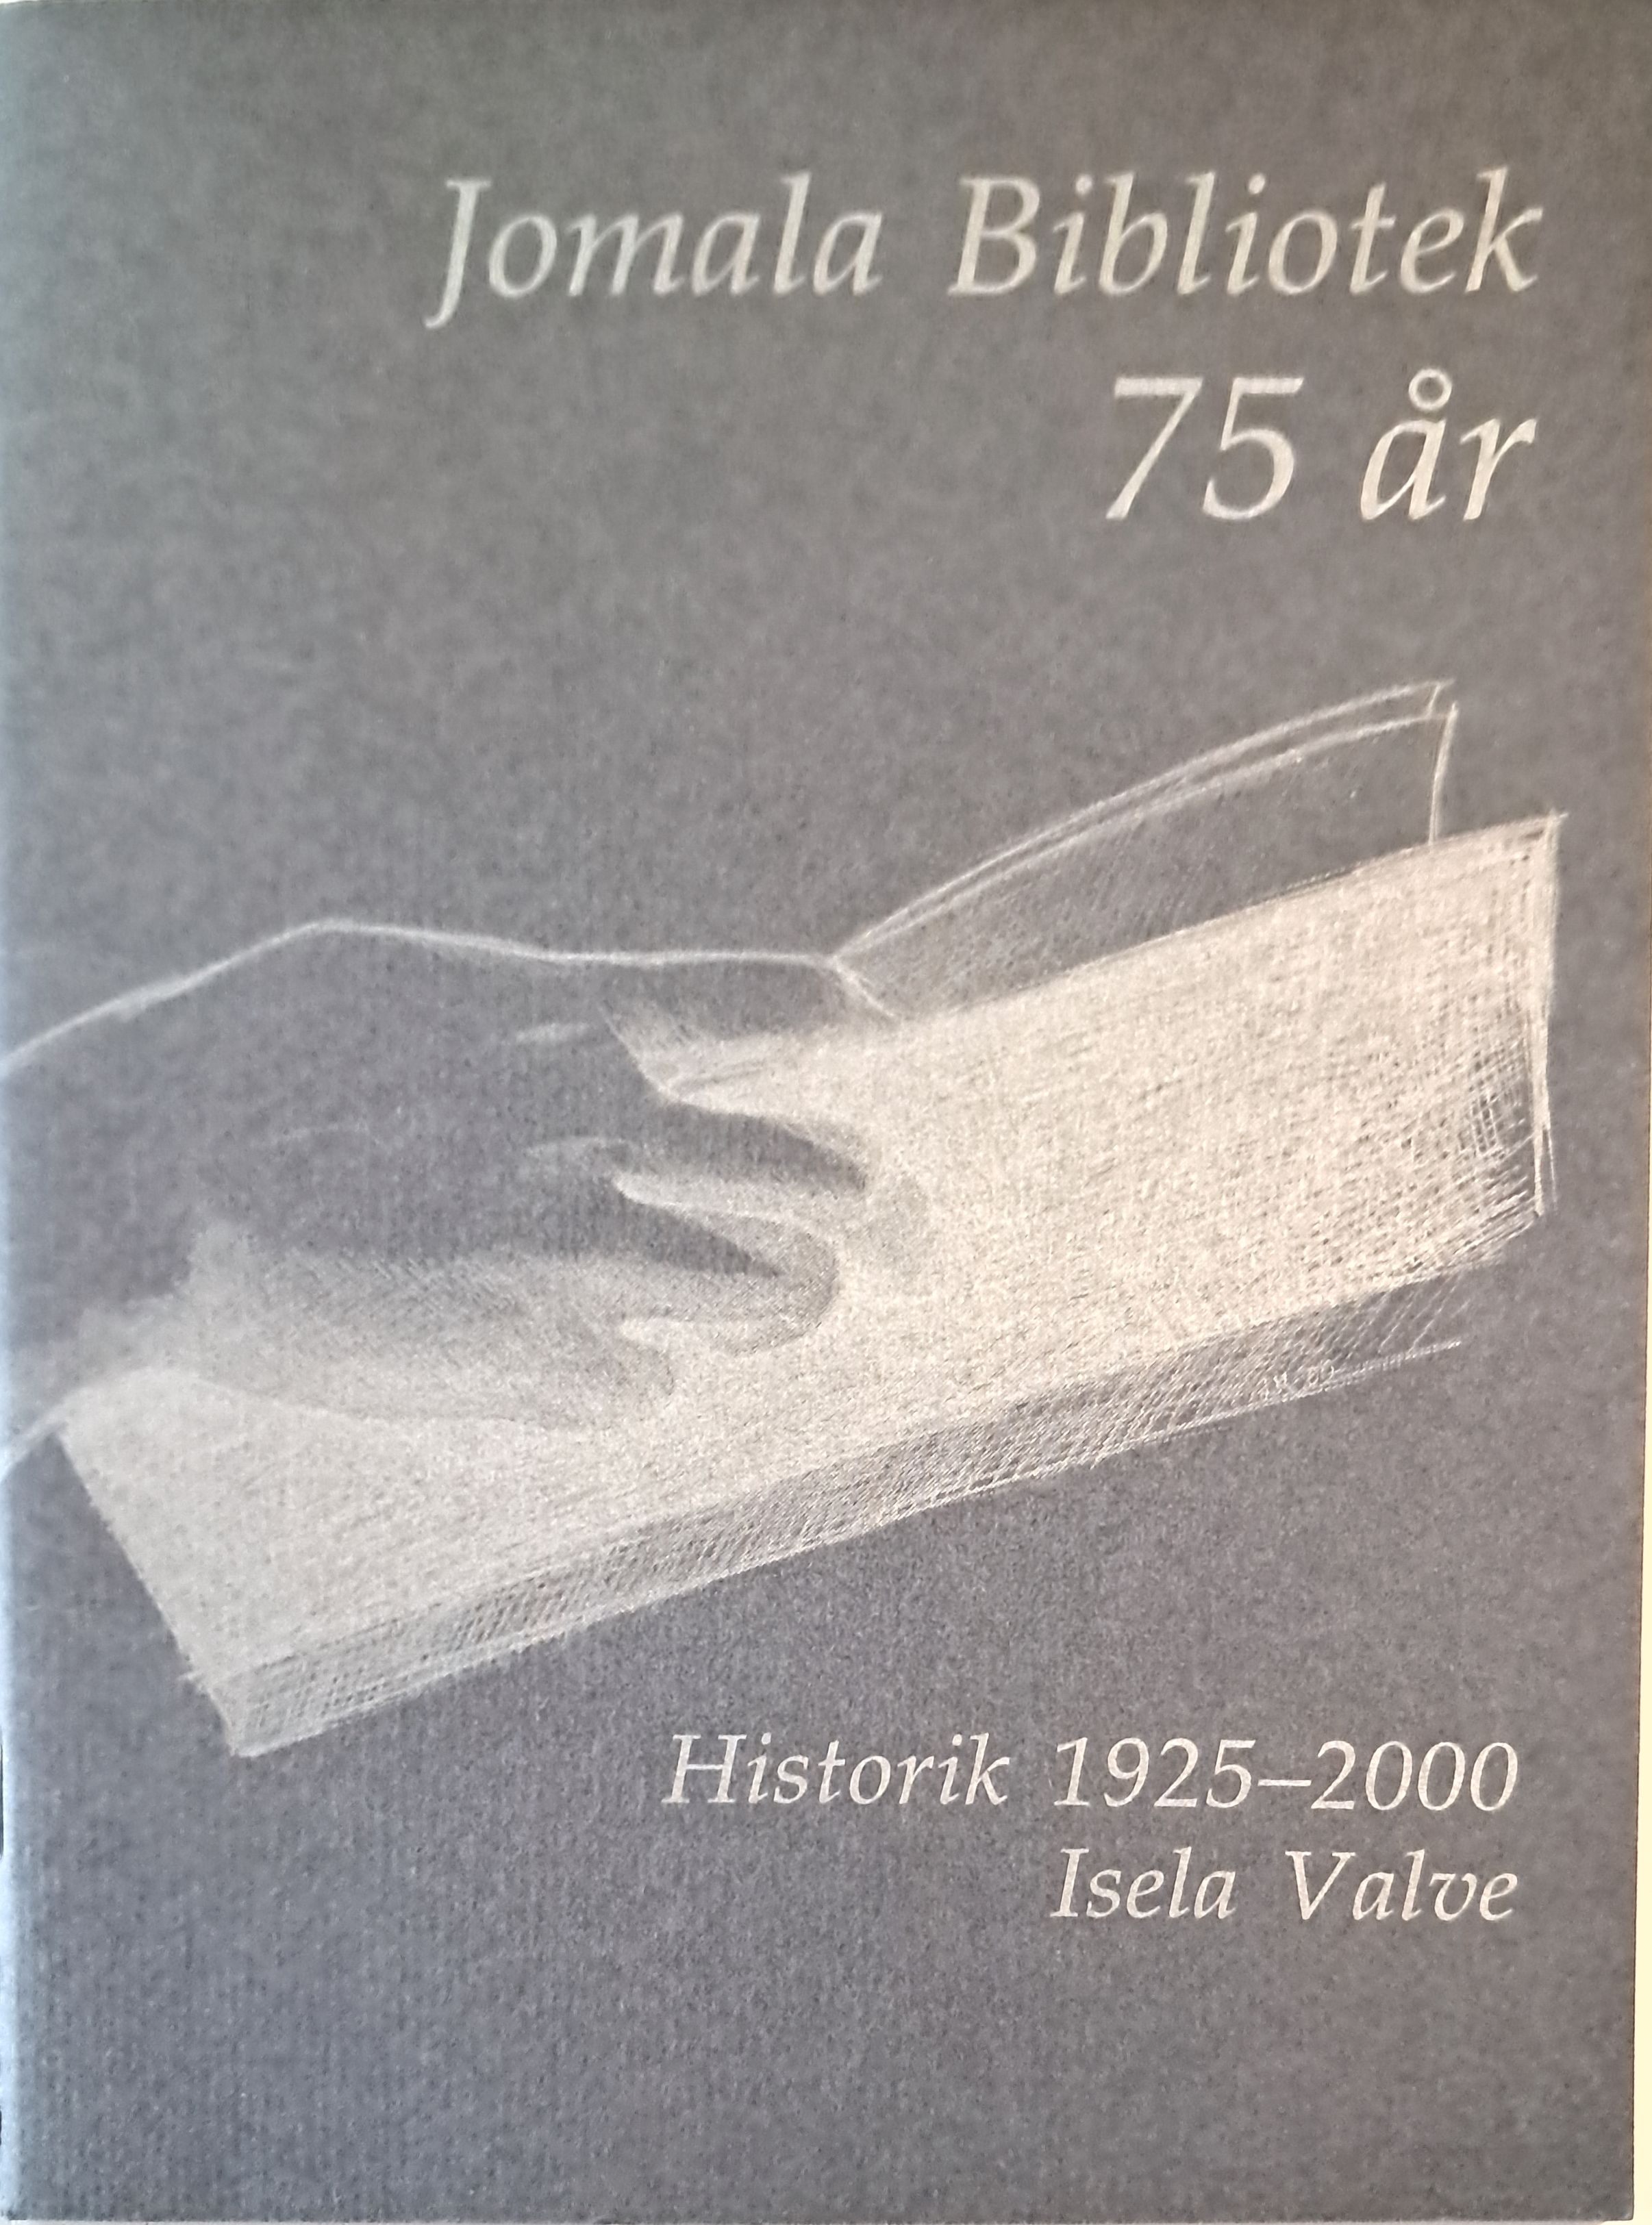 Jomala Bibliotek
75 år
Historik 1925–2000
Isela Valve